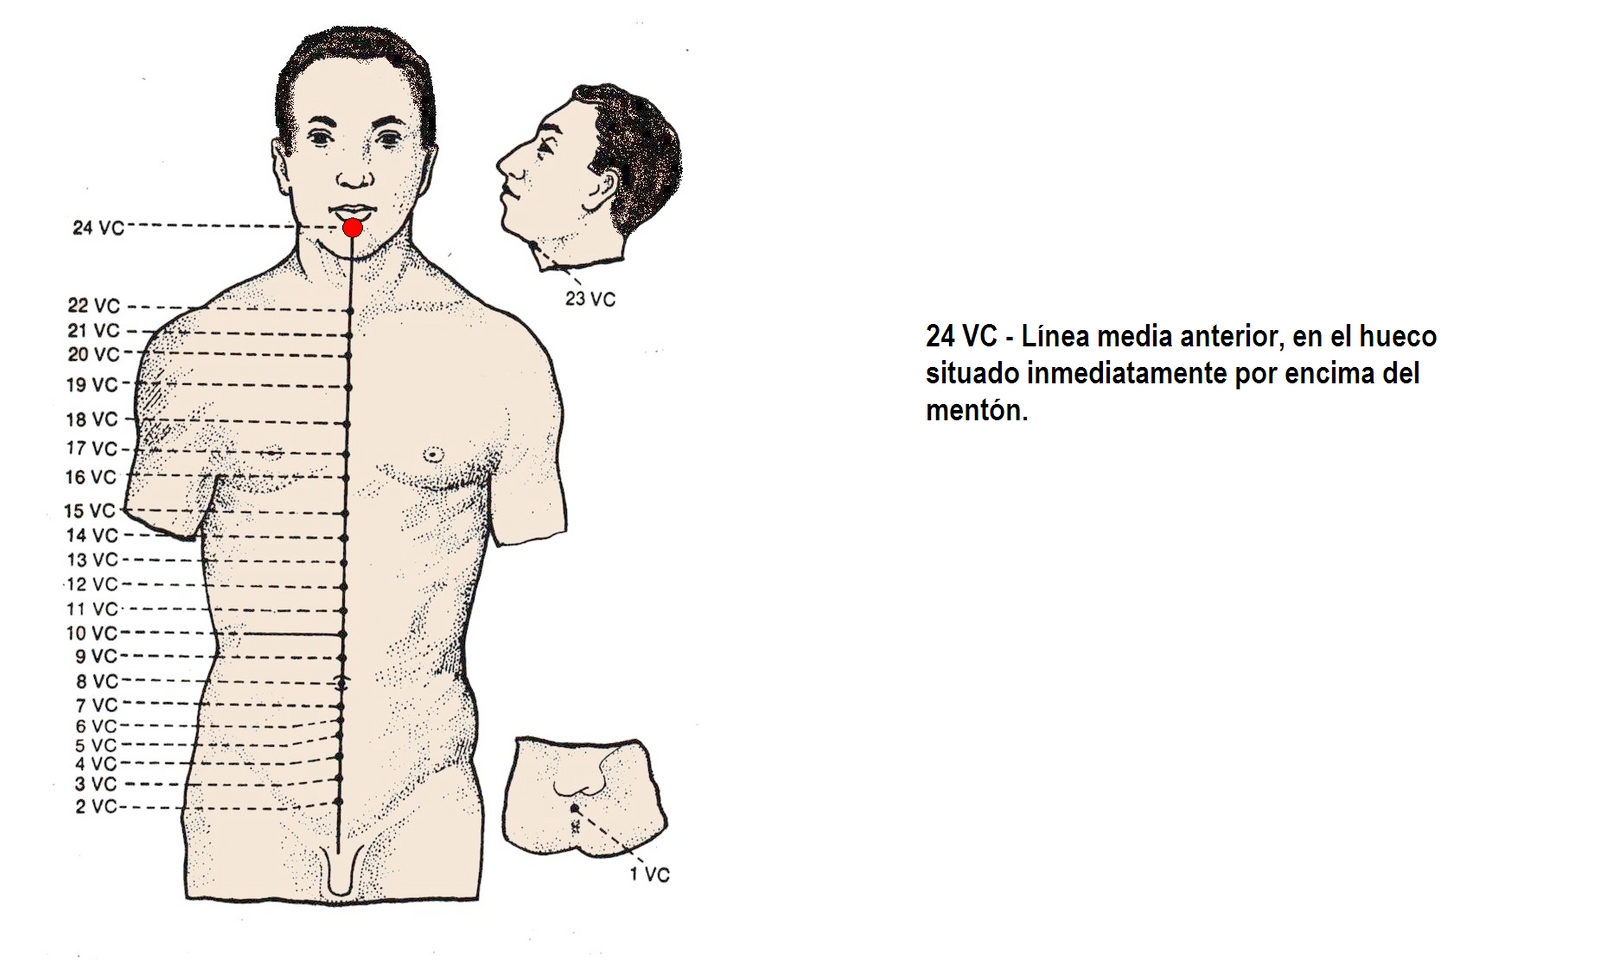 24 VC
22 VC
21 VC
20 VC
19 VC
18 VC
17 VC
16 VC
15 VC
14 VC
13 VC
12 VC
11 VC
10 VC
9 VC
8 VC
7 VC
6 VC
5 VC
4 VC
3 VC
2 VC
23 VC
1 VC
24 VC - Línea media anterior, en el hueco
situado inmediatamente por encima del
mentón.